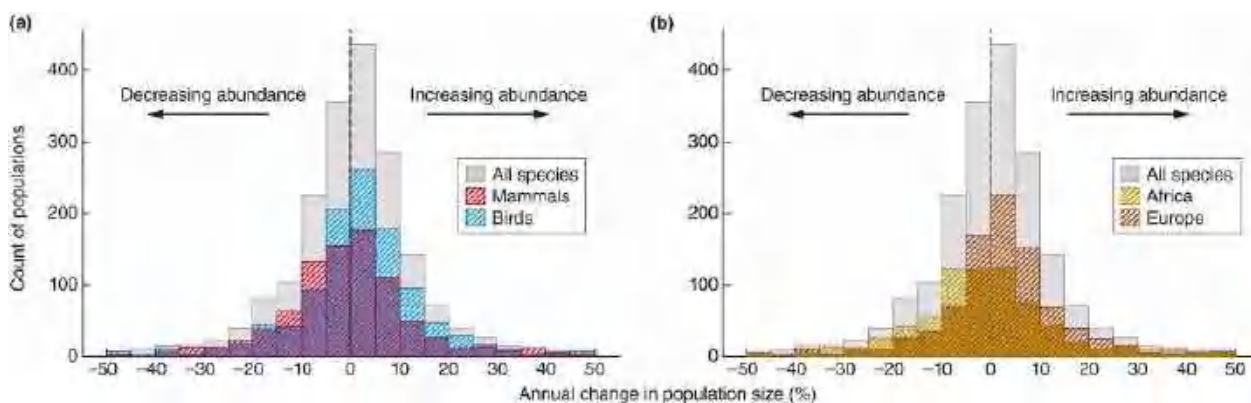 (a)
Count of populations
400
300
200
100
0
Decreasing abundance
Increasing abundance
All species
Mammals
Birds
−50 −40 −30 −20 −10 0 10 20 30 40 50
(b)
400
300
200
100
0
Decreasing abundance
Increasing abundance
All species
Africa
Europe
−50 −40 −30 −20 −10 0 10 20 30 40 50
Annual change in population size (%)